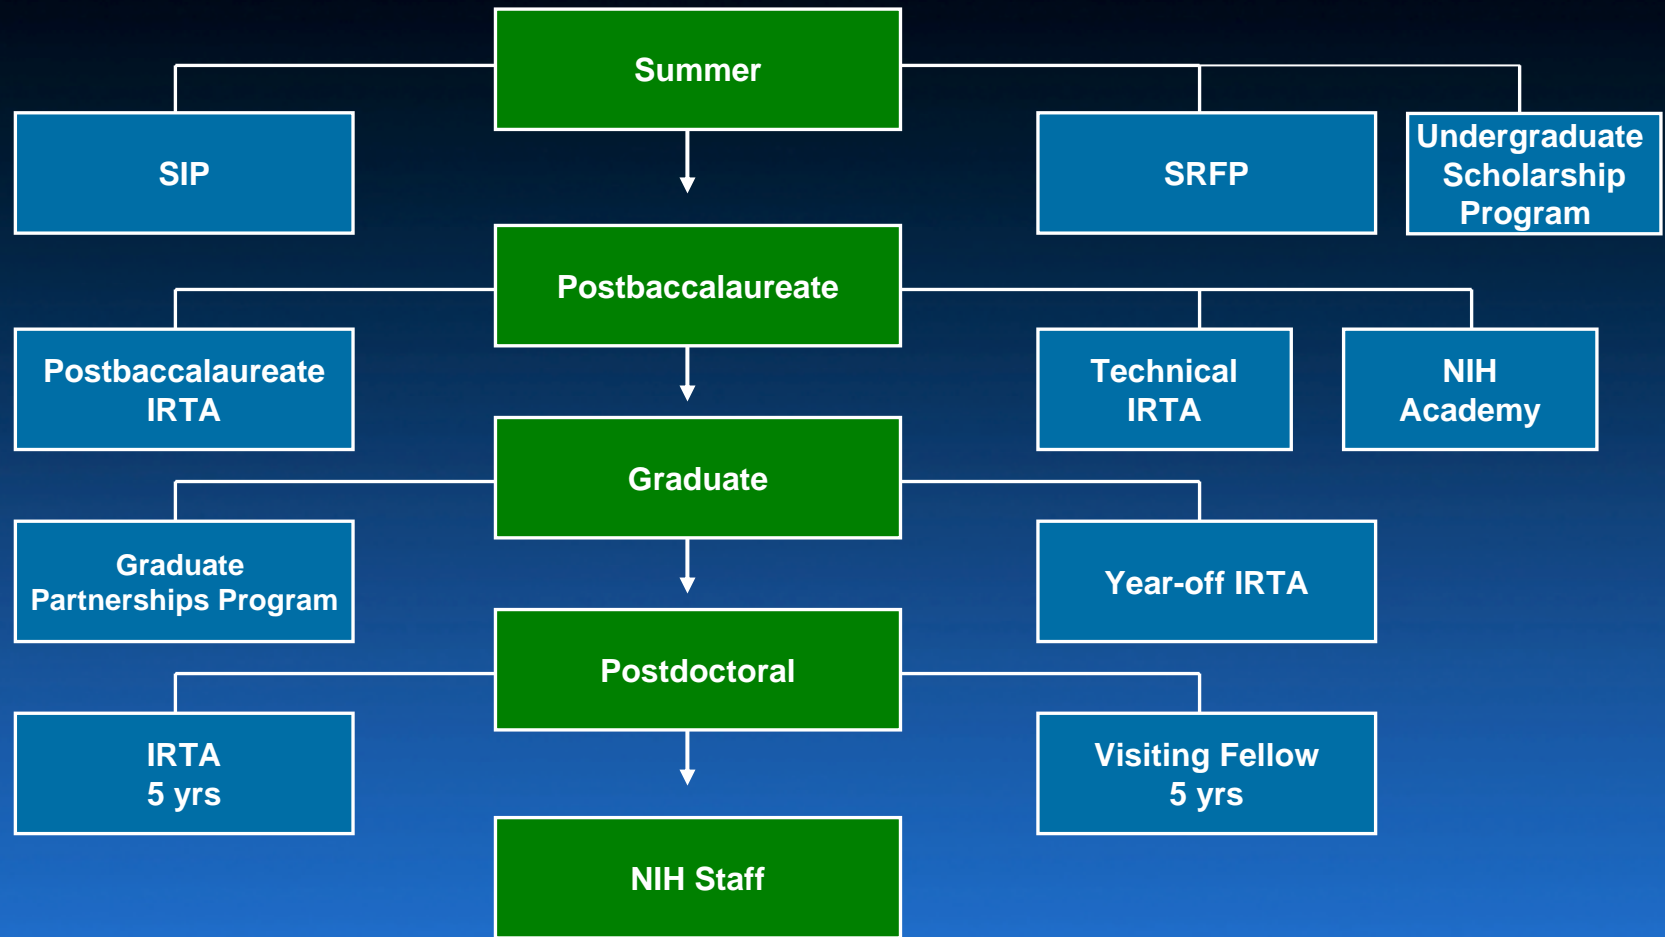 Summer
SIP
SRFP
Undergraduate
Scholarship
Program
Postbaccalaureate
Postbaccalaureate
IRTA
Technical
IRTA
NIH
Academy
Graduate
Graduate
Partnerships Program
Year-off IRTA
Postdoctoral
IRTA
5 yrs
Visiting Fellow
5 yrs
NIH Staff